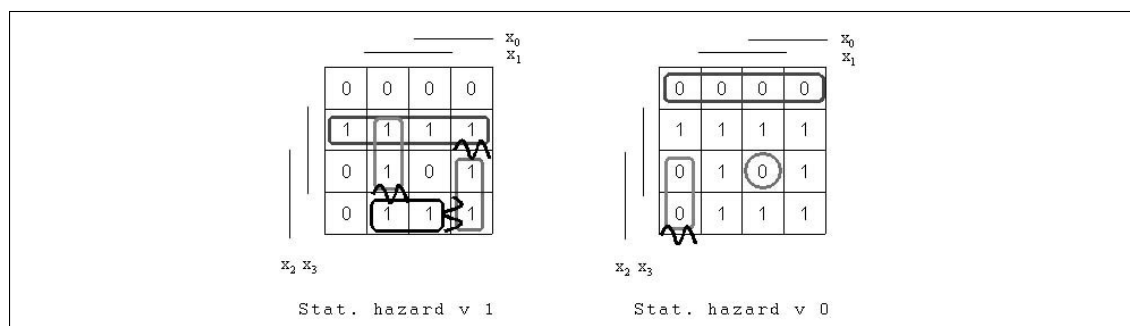 x0 x0
x1 x1
0 0 0 0 0 0 0 0
1 1 1 1 1 1 1 1
0 1 0 1 0 1 0 1
0 1 1 1 0 1 1 1
x2 x3 x2 x3
Stat. hazard v 1 Stat. hazard v 0